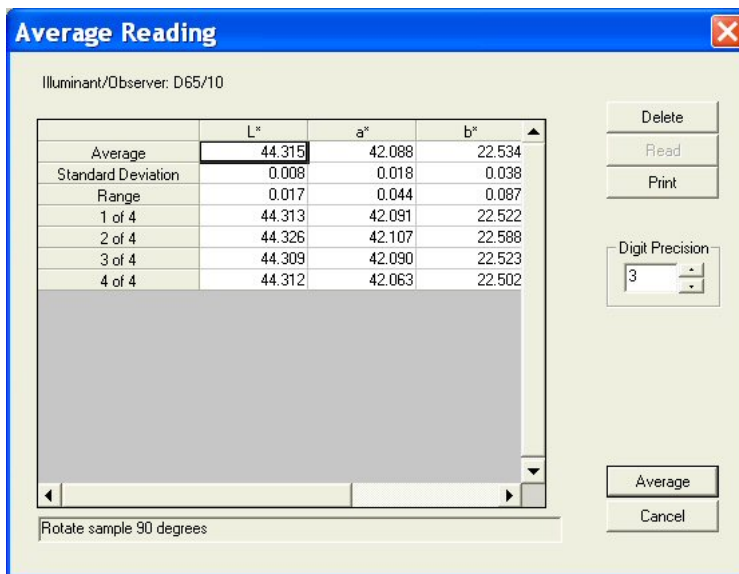 Average Reading
Illuminant/Observer: D65/10
L* a* b*
Average 44.315 42.088 22.534
Standard Deviation 0.008 0.018 0.038
Range 0.017 0.044 0.087
1 of 4 44.313 42.091 22.522
2 of 4 44.326 42.107 22.588
3 of 4 44.309 42.090 22.523
4 of 4 44.312 42.063 22.502
Delete
Read
Print
Digit Precision
3
Average
Cancel
Rotate sample 90 degrees